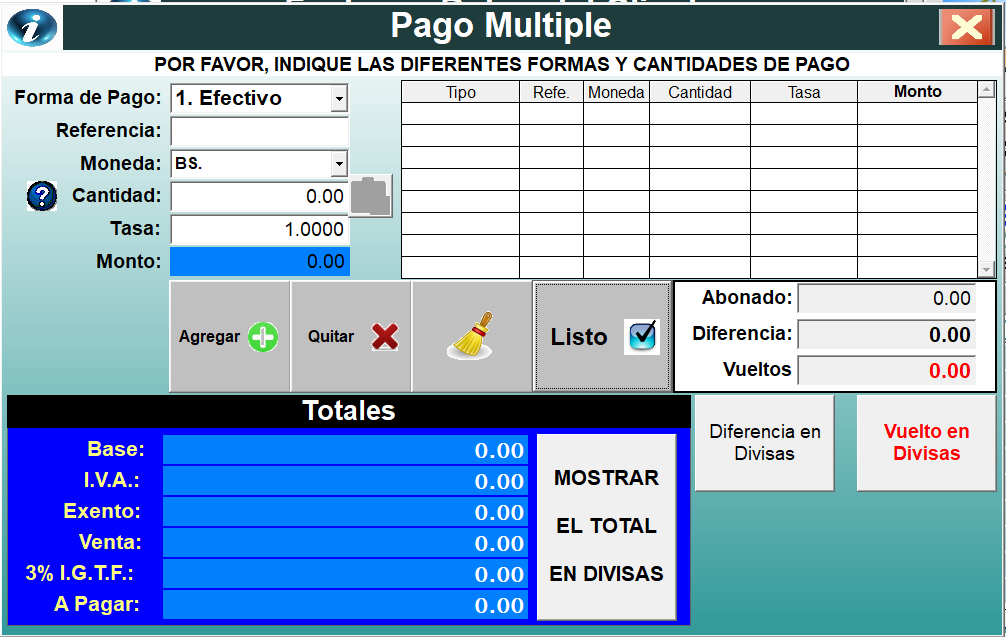 Pago Multiple
POR FAVOR, INDIQUE LAS DIFERENTES FORMAS Y CANTIDADES DE PAGO
Forma de Pago: 1. Efectivo
Referencia:
Moneda: BS.
Cantidad: 0.00
Tasa: 1.0000
Monto: 0.00
Tipo Refe. Moneda Cantidad Tasa Monto
Agregar
Quitar
Listo
Abonado: 0.00
Diferencia: 0.00
Vueltos 0.00
Totales
Base: 0.00
I.V.A.: 0.00
Exento: 0.00
Venta: 0.00
3% I.G.T.F.: 0.00
A Pagar: 0.00
MOSTRAR
EL TOTAL
EN DIVISAS
Diferencia en
Divisas
Vuelto en
Divisas